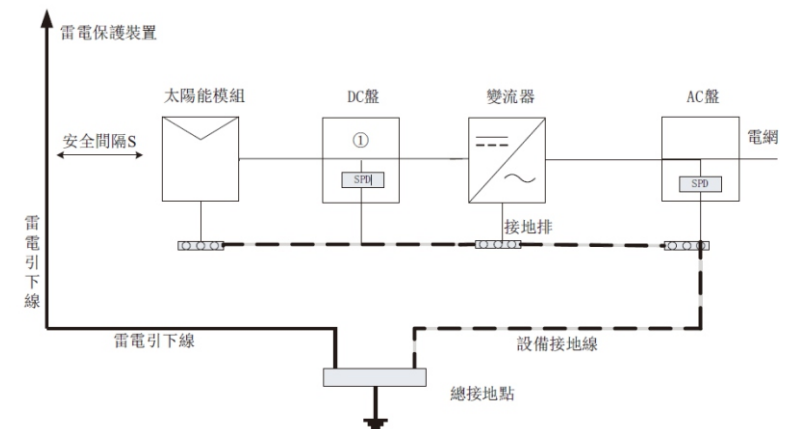 雷電保護裝置
太陽能模組
DC盤
變流器
AC盤
安全間隔S
①
電網
SPD
SPD
雷電引下線
接地排
雷電引下線
設備接地線
總接地點